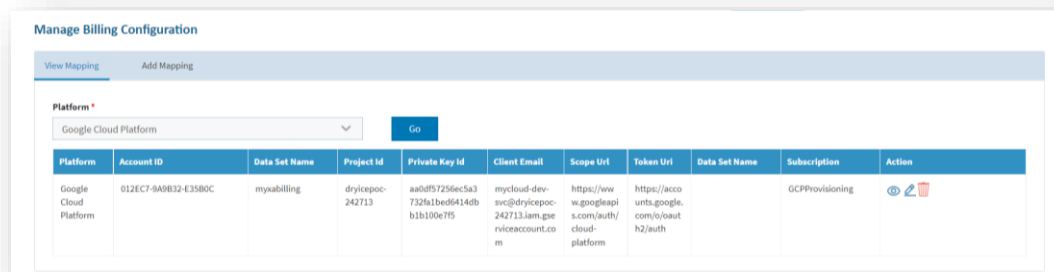 Manage Billing Configuration
View Mapping Add Mapping
Platform *
Google Cloud Platform Go
Platform Account ID Data Set Name Project Id Private Key Id Client Email Scope Url Token Url Data Set Name Subscription Action
Google 012EC7-9A9B32-E35B0C myxabilling dryicepoc- aa0df57256ec5a3 mycloud-dev- https://ww https://acco GCPProvisioning
Cloud 242713 732fa1bed6414db svc@dryicepoc- w.googleapi unts.google.
Platform b1b100e7f5 242713.iam.gse s.com/auth/ com/o/oaut
rviceaccount.co cloud- h2/auth
m platform